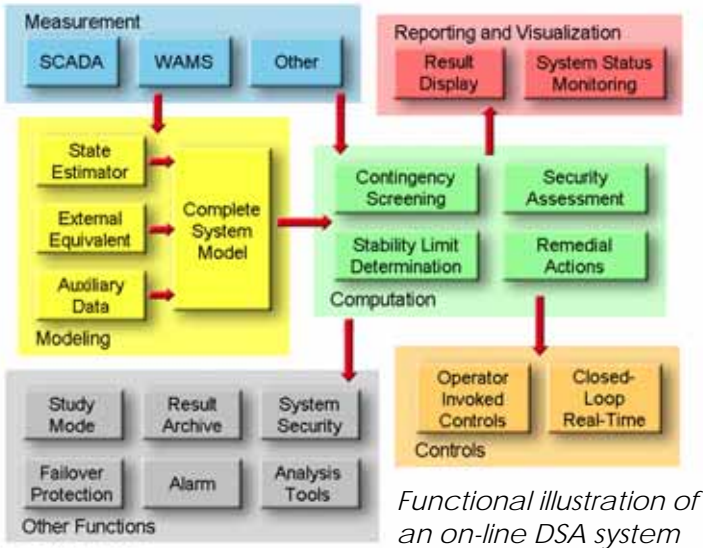 Measurement
SCADA
WAMS
Other
Reporting and Visualization
Result
Display
System Status
Monitoring
State
Estimator
External
Equivalent
Auxiliary
Data
Complete
System
Model
Modeling
Contingency
Screening
Security
Assessment
Stability Limit
Determination
Remedial
Actions
Computation
Study
Mode
Result
Archive
System
Security
Failover
Protection
Alarm
Analysis
Tools
Other Functions
Operator
Invoked
Controls
Closed-
Loop
Real-Time
Controls
Functional illustration of
an on-line DSA system